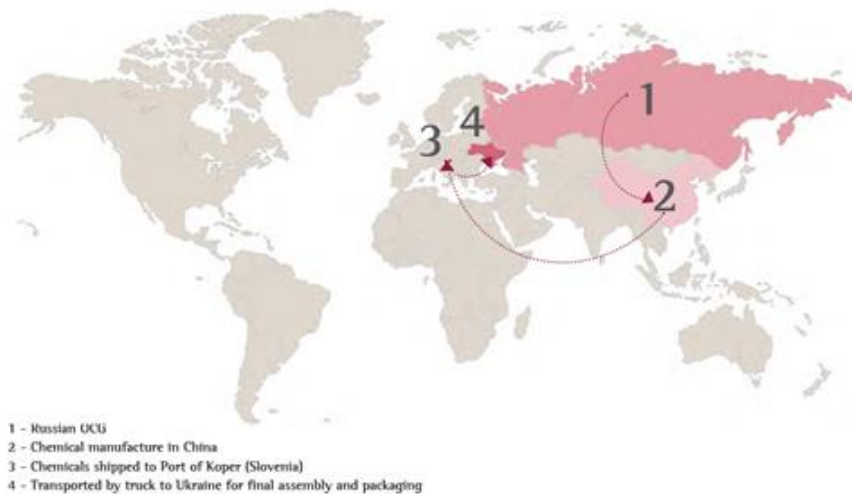 1
4
3
2
1 - Russian OCG
2 - Chemical manufacture in China
3 - Chemicals shipped to Port of Koper (Slovenia)
4 - Transported by truck to Ukraine for final assembly and packaging